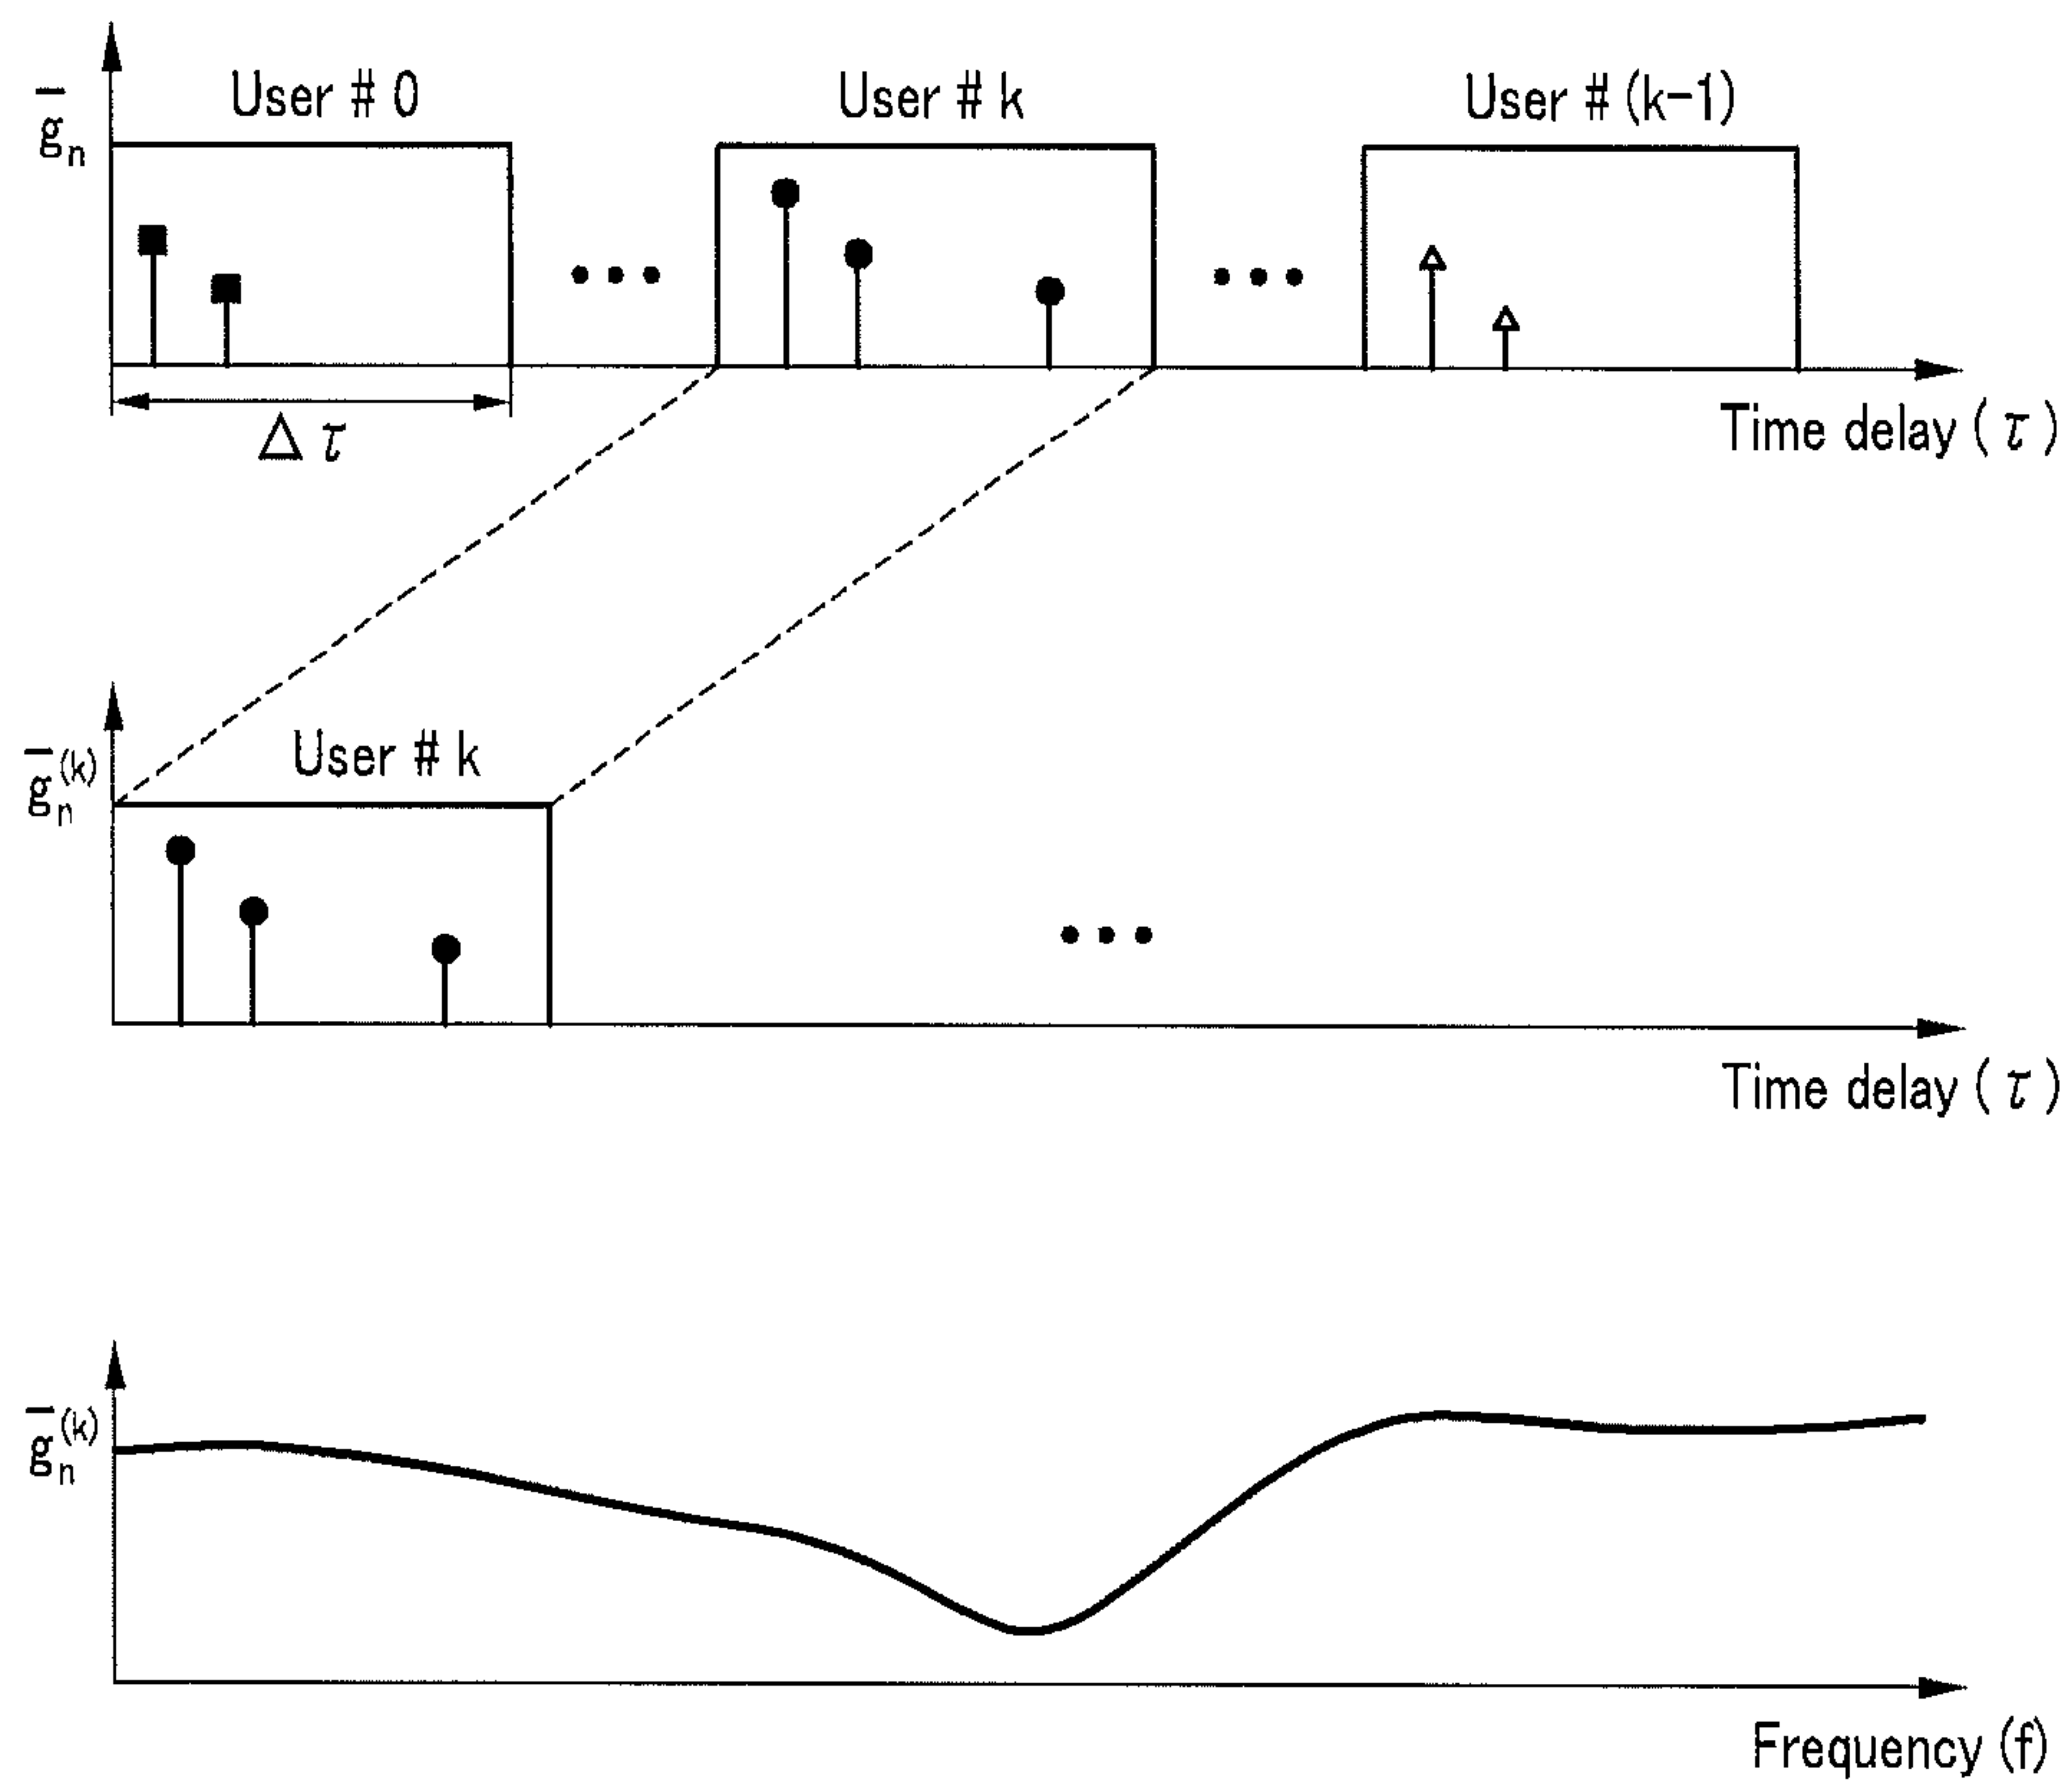 User # 0
User # k
User # (k-1)
g̅n
• • •
• • •
Δτ
Time delay (τ)
User # k
g̅n(k)
• • •
Time delay (τ)
g̅n(k)
Frequency (f)